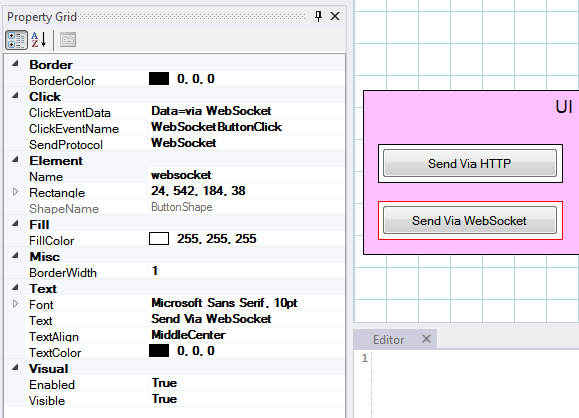 Property Grid
Border
BorderColor 0, 0, 0
Click
ClickEventData Data=via WebSocket
ClickEventName WebSocketButtonClick
SendProtocol WebSocket
Element
Name websocket
Rectangle 24, 542, 184, 38
ShapeName ButtonShape
Fill
FillColor 255, 255, 255
Misc
BorderWidth 1
Text
Font Microsoft Sans Serif, 10pt
Text Send Via WebSocket
TextAlign MiddleCenter
TextColor 0, 0, 0
Visual
Enabled True
Visible True
UI
Send Via HTTP
Send Via WebSocket
Editor
1